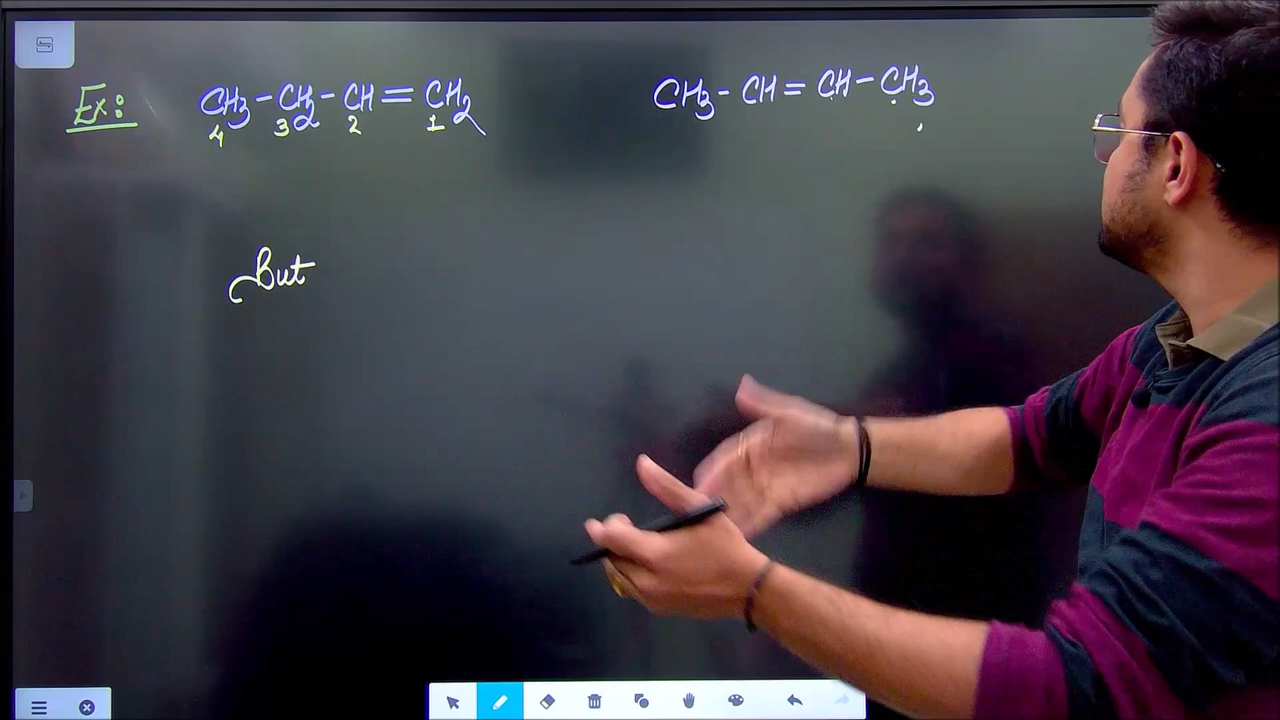 Ex: CH3 - CH2 - CH = CH2 CH3 - CH = CH - CH3
4 3 2 1
But